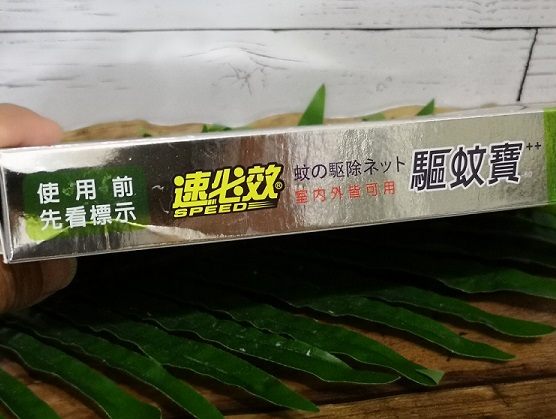 使用前
先看標示
速必效®
SPEED
蚊の駆除ネット
室內外皆可用
驅蚊寶++